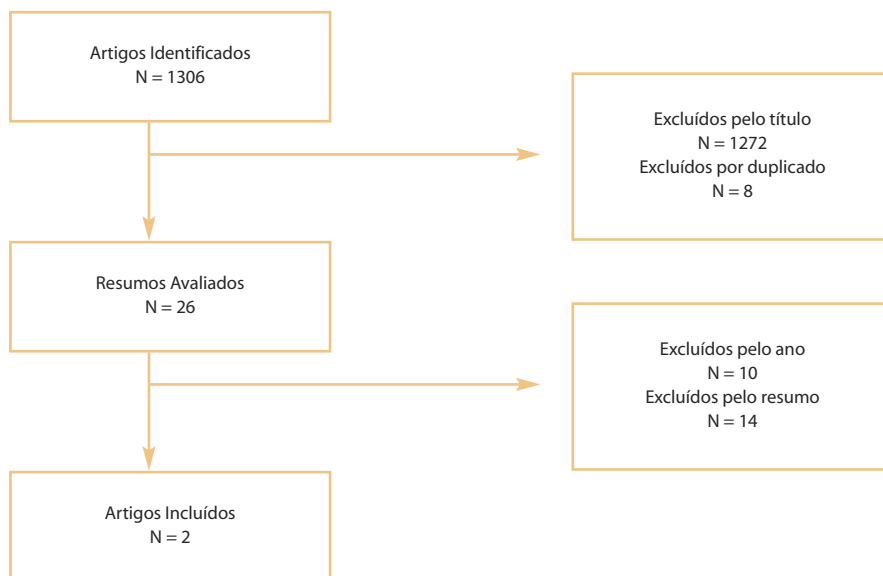 Artigos Identificados
N = 1306
Excluídos pelo título
N = 1272
Excluídos por duplicado
N = 8
Resumos Avaliados
N = 26
Excluídos pelo ano
N = 10
Excluídos pelo resumo
N = 14
Artigos Incluídos
N = 2